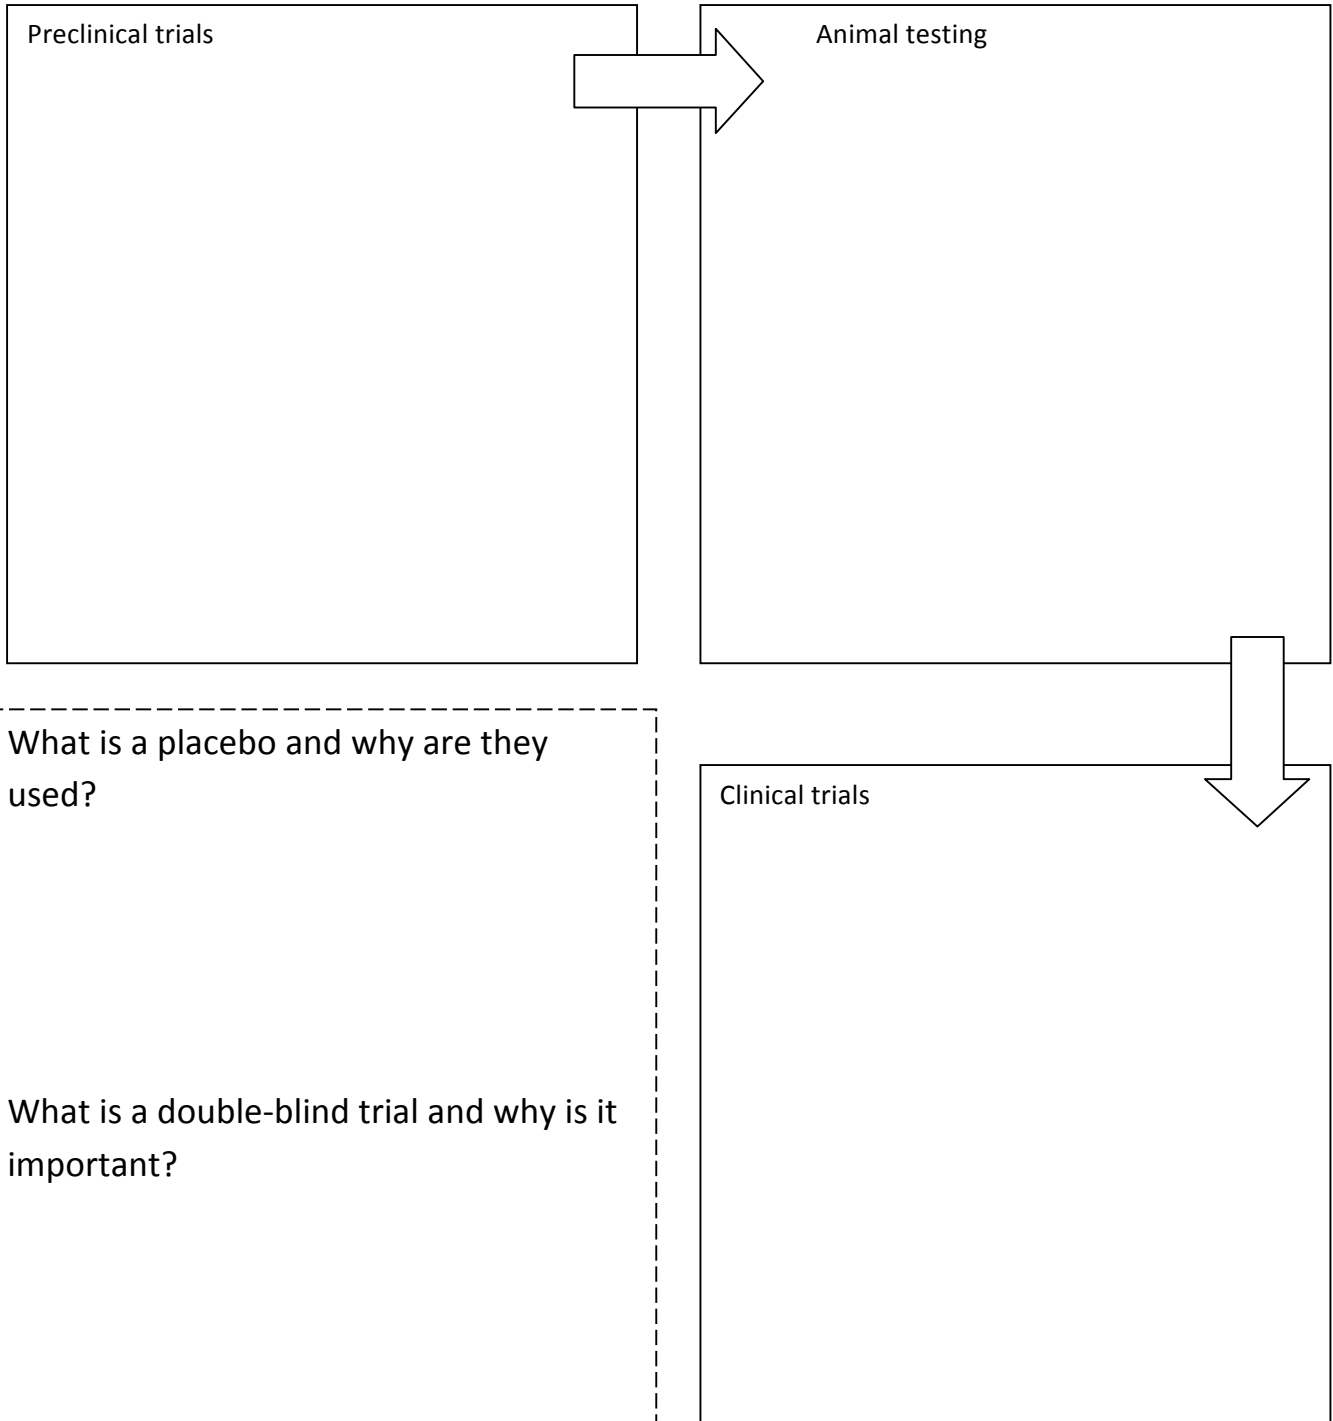 Preclinical trials
Animal testing
What is a placebo and why are they
used?
What is a double-blind trial and why is it
important?
Clinical trials